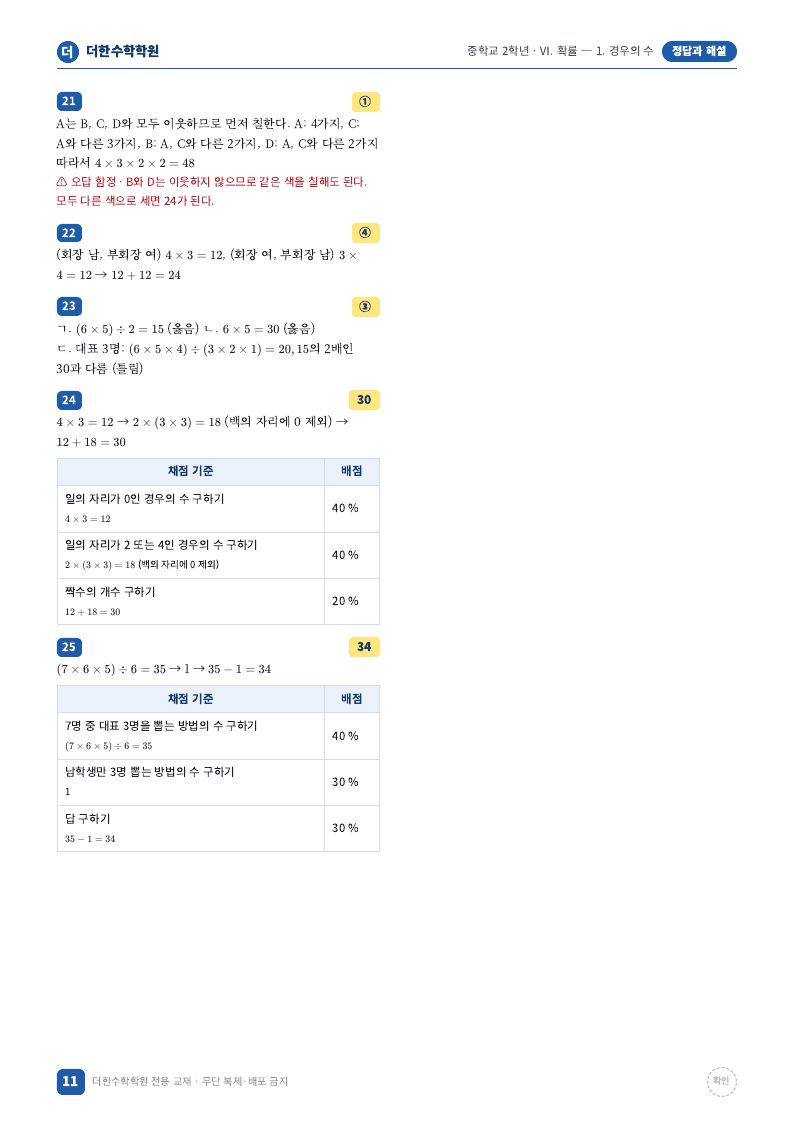 더 더한수학학원
중학교 2학년 · VI. 확률 — 1. 경우의 수 정답과 해설
21 ①
A는 B, C, D와 모두 이웃하므로 먼저 칠한다. A: 4가지, C:
A와 다른 3가지, B: A, C와 다른 2가지, D: A, C와 다른 2가지
따라서 4 × 3 × 2 × 2 = 48
⚠ 오답 함정 · B와 D는 이웃하지 않으므로 같은 색을 칠해도 된다.
모두 다른 색으로 세면 24가 된다.
22 ④
(회장 남, 부회장 여) 4 × 3 = 12, (회장 여, 부회장 남) 3 ×
4 = 12 → 12 + 12 = 24
23 ③
ㄱ. (6 × 5) ÷ 2 = 15 (옳음) ㄴ. 6 × 5 = 30 (옳음)
ㄷ. 대표 3명: (6 × 5 × 4) ÷ (3 × 2 × 1) = 20, 15의 2배인
30과 다름 (틀림)
24 30
4 × 3 = 12 → 2 × (3 × 3) = 18 (백의 자리에 0 제외) →
12 + 18 = 30
채점 기준 배점
일의 자리가 0인 경우의 수 구하기
4 × 3 = 12
40 %
일의 자리가 2 또는 4인 경우의 수 구하기
2 × (3 × 3) = 18 (백의 자리에 0 제외)
40 %
짝수의 개수 구하기
12 + 18 = 30
20 %
25 34
(7 × 6 × 5) ÷ 6 = 35 → 1 → 35 − 1 = 34
채점 기준 배점
7명 중 대표 3명을 뽑는 방법의 수 구하기
(7 × 6 × 5) ÷ 6 = 35
40 %
남학생만 3명 뽑는 방법의 수 구하기
1
30 %
답 구하기
35 − 1 = 34
30 %
11 더한수학학원 전용 교재 · 무단 복제·배포 금지
확인